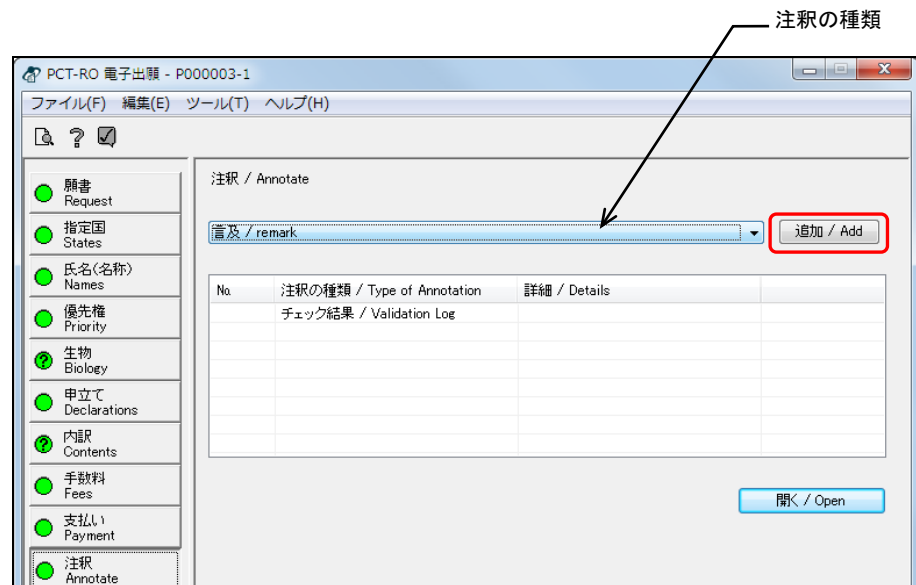 注釈の種類
PCT-RO 電子出願 - P000003-1
ファイル(F) 編集(E) ツール(T) ヘルプ(H)
願書
Request
指定国
States
氏名(名称)
Names
優先権
Priority
生物
Biology
申立て
Declarations
内訳
Contents
手数料
Fees
支払い
Payment
注釈
Annotate
注釈 / Annotate
言及 / remark
追加 / Add
No. 注釈の種類 / Type of Annotation 詳細 / Details
チェック結果 / Validation Log
開く / Open